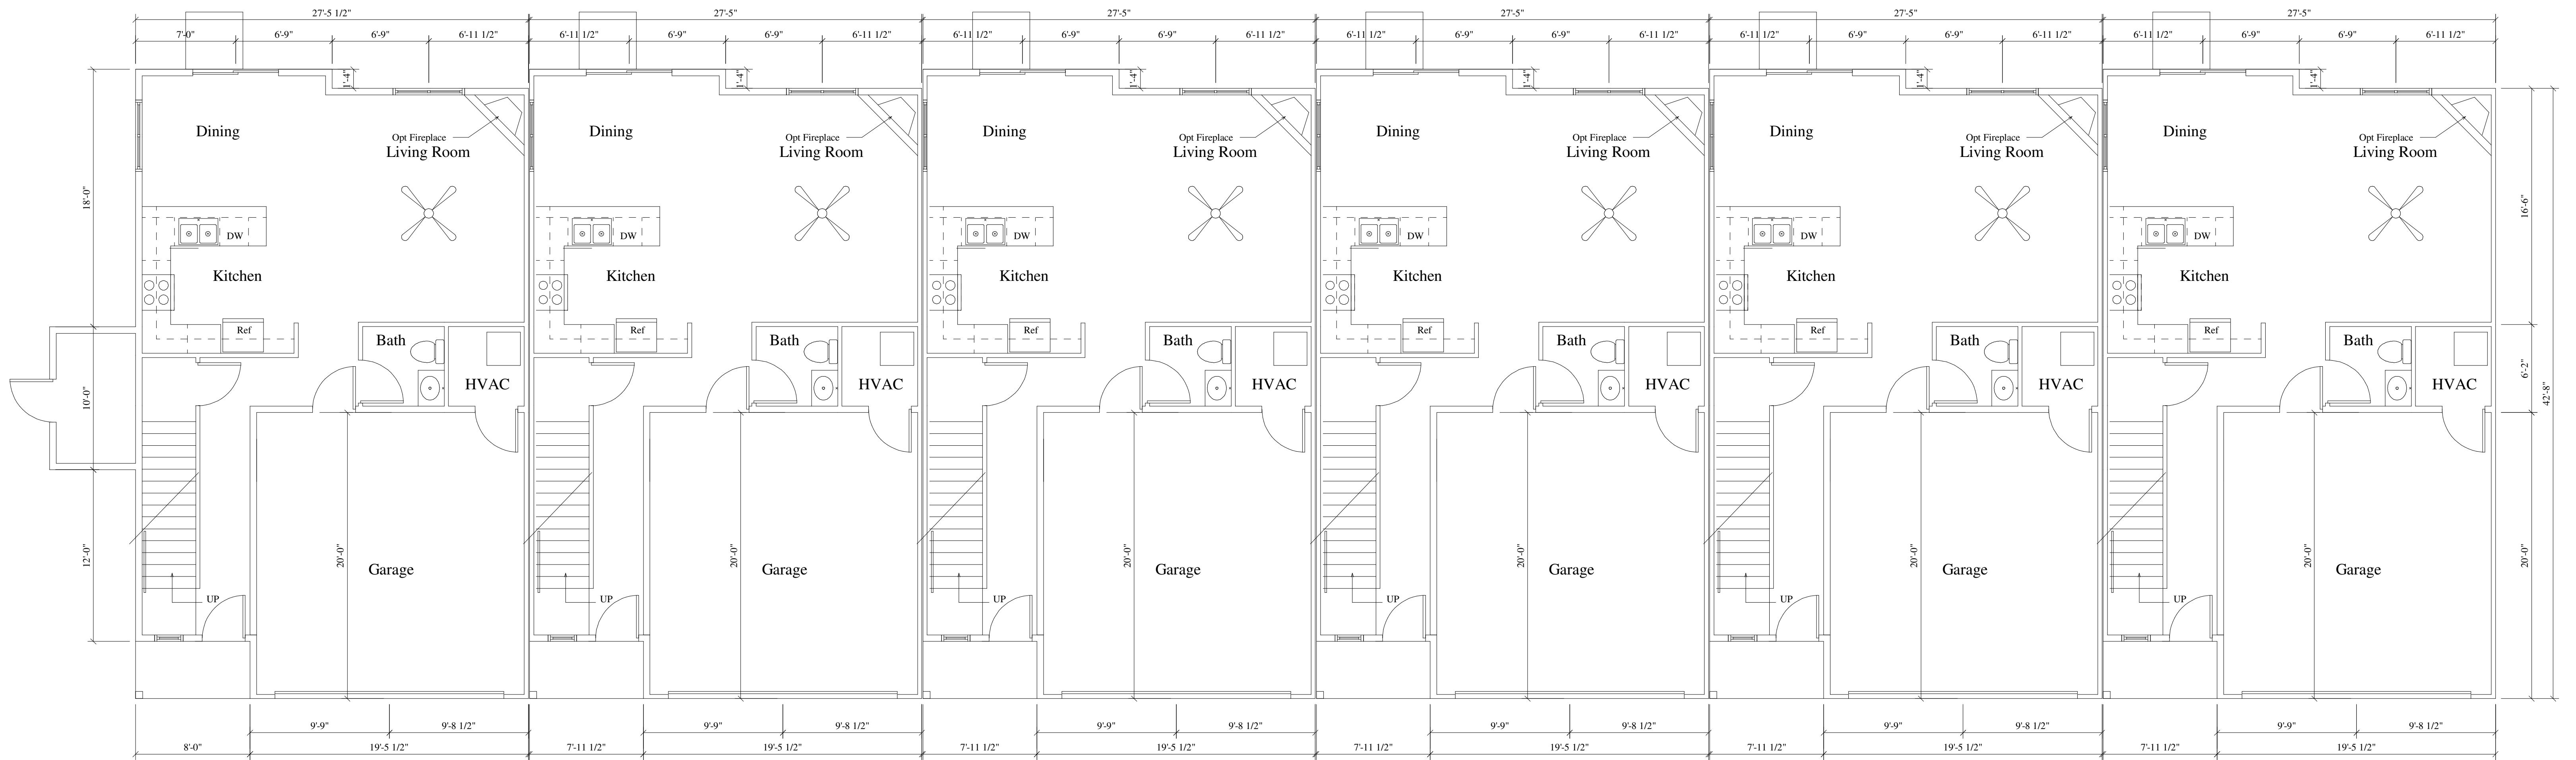 27'-5 1/2" 27'-5" 27'-5" 27'-5" 27'-5" 27'-5"
7'-0" 6'-9" 6'-9" 6'-11 1/2" 6'-11 1/2" 6'-9" 6'-9" 6'-11 1/2" 6'-11 1/2" 6'-9" 6'-9" 6'-11 1/2" 6'-11 1/2" 6'-9" 6'-9" 6'-11 1/2" 6'-11 1/2" 6'-9" 6'-9" 6'-11 1/2" 6'-11 1/2" 6'-9" 6'-9" 6'-11 1/2"
1'-4" 1'-4" 1'-4" 1'-4" 1'-4" 1'-4"
Dining Dining Dining Dining Dining Dining
Opt Fireplace Opt Fireplace Opt Fireplace Opt Fireplace Opt Fireplace Opt Fireplace
Living Room Living Room Living Room Living Room Living Room Living Room
18'-0" 16'-6"
DW DW DW DW DW DW
Kitchen Kitchen Kitchen Kitchen Kitchen Kitchen
Ref Ref Ref Ref Ref Ref
Bath Bath Bath Bath Bath Bath
6'-2"
HVAC HVAC HVAC HVAC HVAC HVAC
10'-0" 42'-8"
12'-0" 20'-0" 20'-0" 20'-0" 20'-0" 20'-0" 20'-0" 20'-0"
Garage Garage Garage Garage Garage Garage
UP UP UP UP UP UP
9'-9" 9'-8 1/2" 9'-9" 9'-8 1/2" 9'-9" 9'-8 1/2" 9'-9" 9'-8 1/2" 9'-9" 9'-8 1/2" 9'-9" 9'-8 1/2"
8'-0" 19'-5 1/2" 7'-11 1/2" 19'-5 1/2" 7'-11 1/2" 19'-5 1/2" 7'-11 1/2" 19'-5 1/2" 7'-11 1/2" 19'-5 1/2" 7'-11 1/2" 19'-5 1/2"